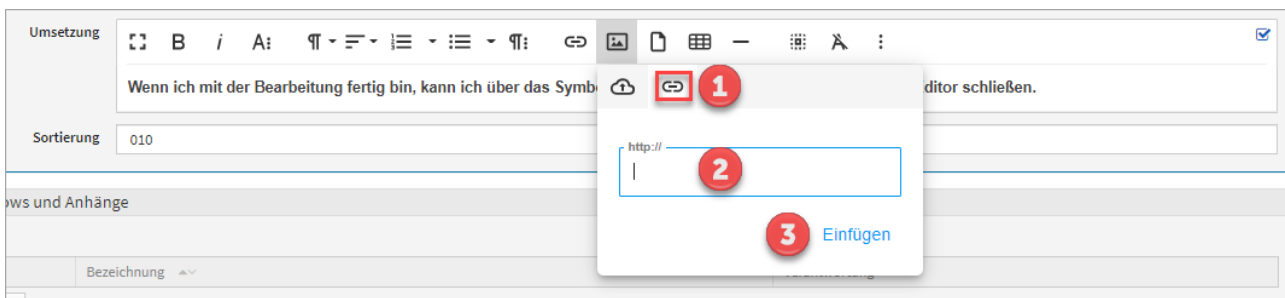 Umsetzung
B i A
Wenn ich mit der Bearbeitung fertig bin, kann ich über das Symb ditor schließen.
1
Sortierung 010
http://
2
ows und Anhänge
3 Einfügen
Bezeichnung